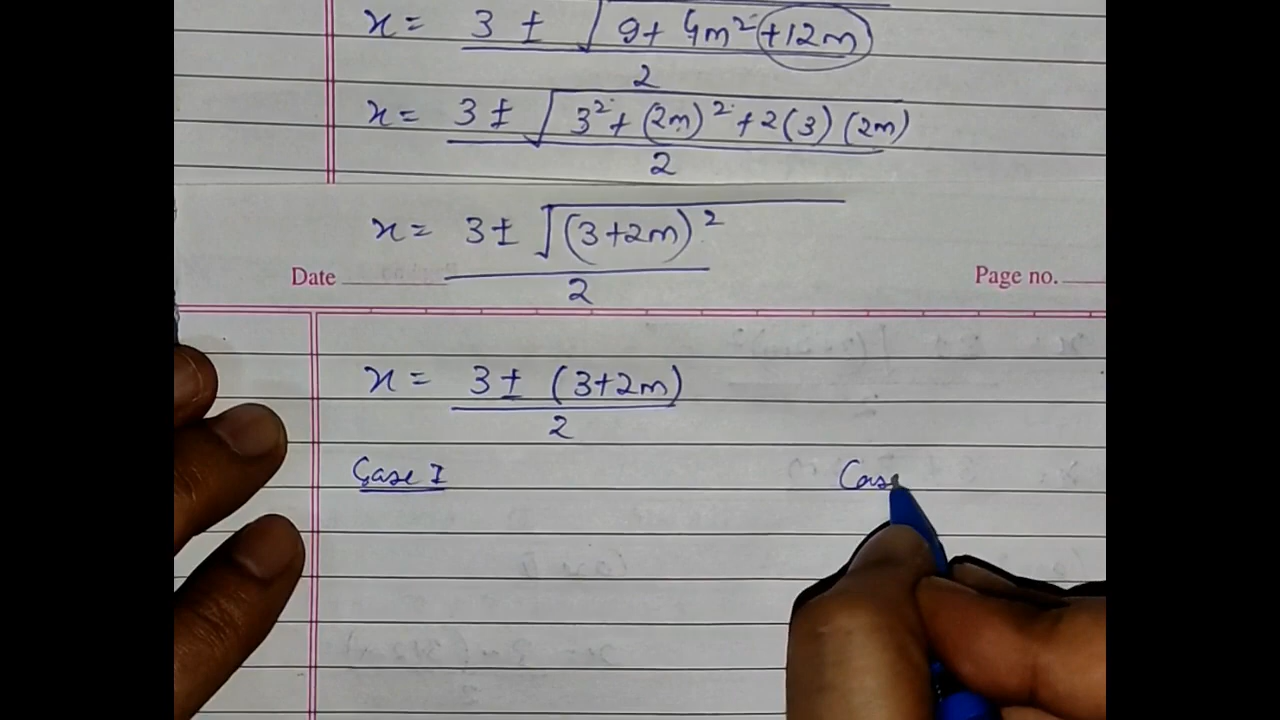 x = 3 ± √9 + 4m² + 12m
2
x = 3 ± √3² + (2m)² + 2(3)(2m)
2
x = 3 ± √(3+2m)²
2
Date
Page no.
x = 3 ± (3+2m)
2
Case I
Cas